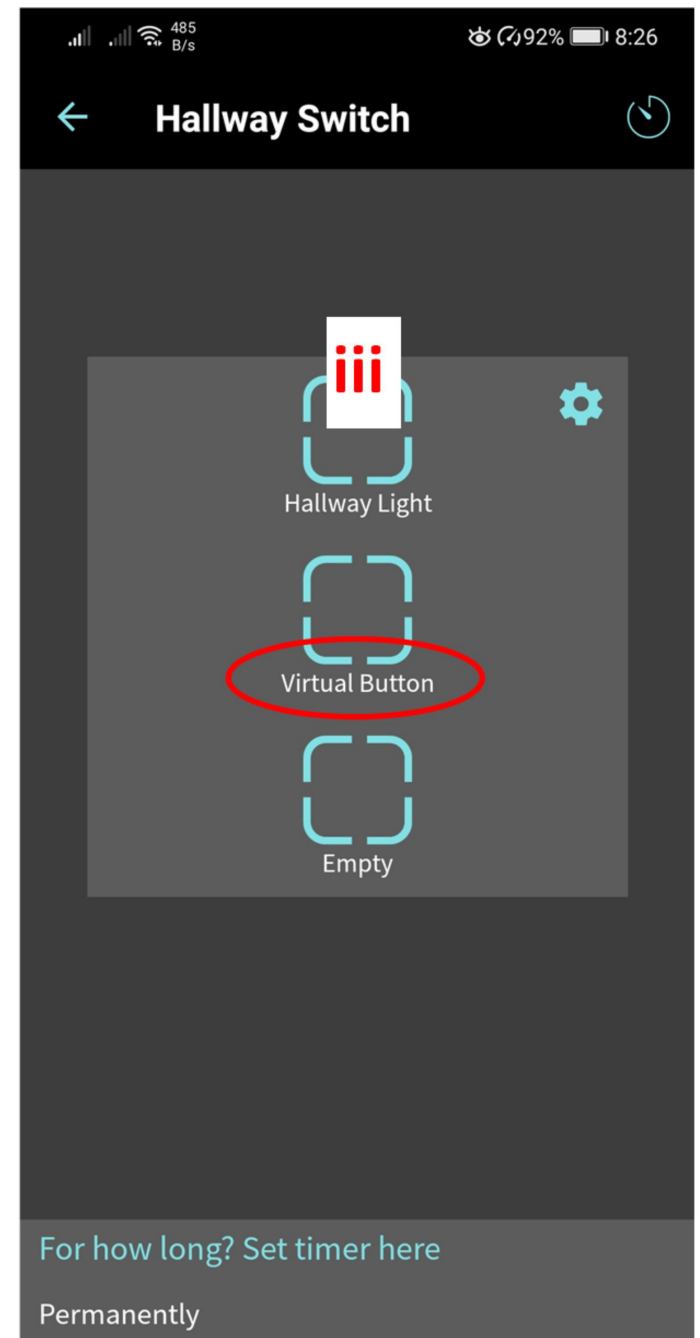 485
B/s
92% 8:26
Hallway Switch
iii
Hallway Light
Virtual Button
Empty
For how long? Set timer here
Permanently